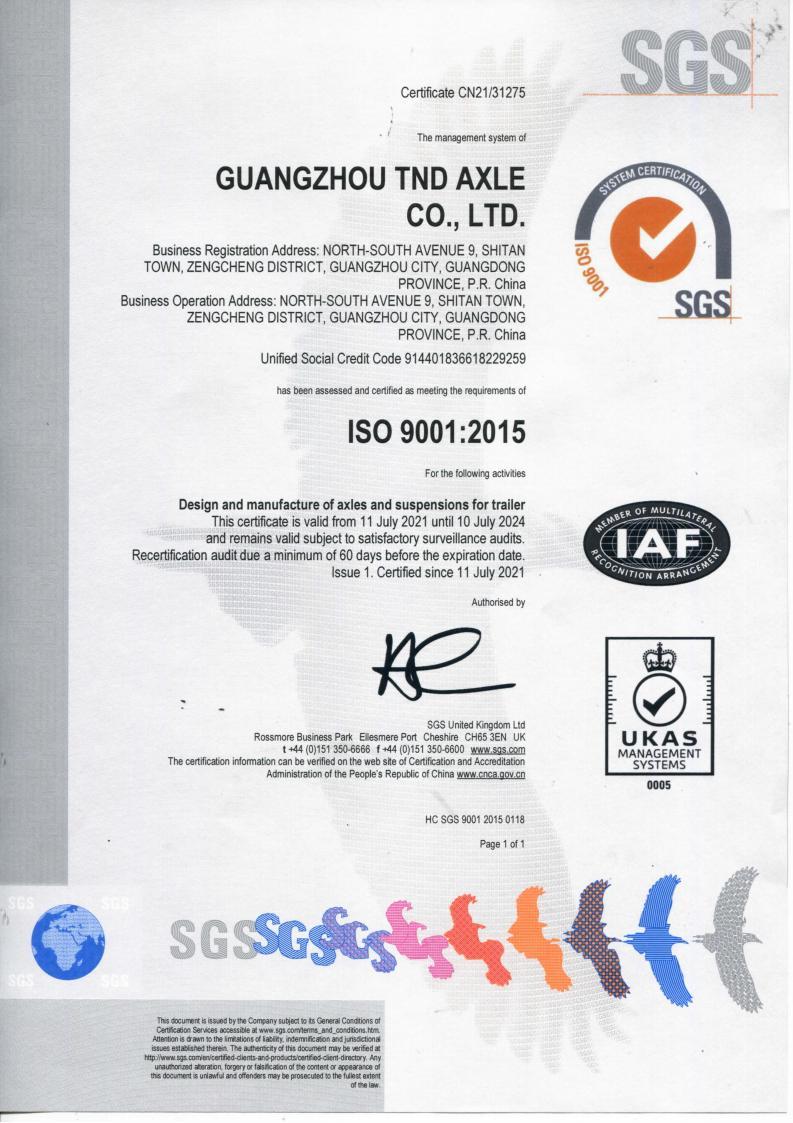 SGS
Certificate CN21/31275
The management system of
GUANGZHOU TND AXLE
CO., LTD.
Business Registration Address: NORTH-SOUTH AVENUE 9, SHITAN
TOWN, ZENGCHENG DISTRICT, GUANGZHOU CITY, GUANGDONG
PROVINCE, P.R. China
Business Operation Address: NORTH-SOUTH AVENUE 9, SHITAN TOWN,
ZENGCHENG DISTRICT, GUANGZHOU CITY, GUANGDONG
PROVINCE, P.R. China
Unified Social Credit Code 914401836618229259
has been assessed and certified as meeting the requirements of
ISO 9001:2015
For the following activities
Design and manufacture of axles and suspensions for trailer
This certificate is valid from 11 July 2021 until 10 July 2024
and remains valid subject to satisfactory surveillance audits.
Recertification audit due a minimum of 60 days before the expiration date.
Issue 1. Certified since 11 July 2021
Authorised by
SGS United Kingdom Ltd
Rossmore Business Park Ellesmere Port Cheshire CH65 3EN UK
t +44 (0)151 350-6666 f +44 (0)151 350-6600 www.sgs.com
The certification information can be verified on the web site of Certification and Accreditation
Administration of the People's Republic of China www.cnca.gov.cn
HC SGS 9001 2015 0118
Page 1 of 1
SYSTEM CERTIFICATION
ISO 9001
SGS
MEMBER OF MULTILATERAL
IAF
RECOGNITION ARRANGEMENT
UKAS
MANAGEMENT
SYSTEMS
0005
SGS SGS
SGS SGS
SGS SGS SGS
This document is issued by the Company subject to its General Conditions of
Certification Services accessible at www.sgs.com/terms_and_conditions.htm.
Attention is drawn to the limitations of liability, indemnification and jurisdictional
issues established therein. The authenticity of this document may be verified at
http://www.sgs.com/en/certified-clients-and-products/certified-client-directory. Any
unauthorized alteration, forgery or falsification of the content or appearance of
this document is unlawful and offenders may be prosecuted to the fullest extent
of the law.